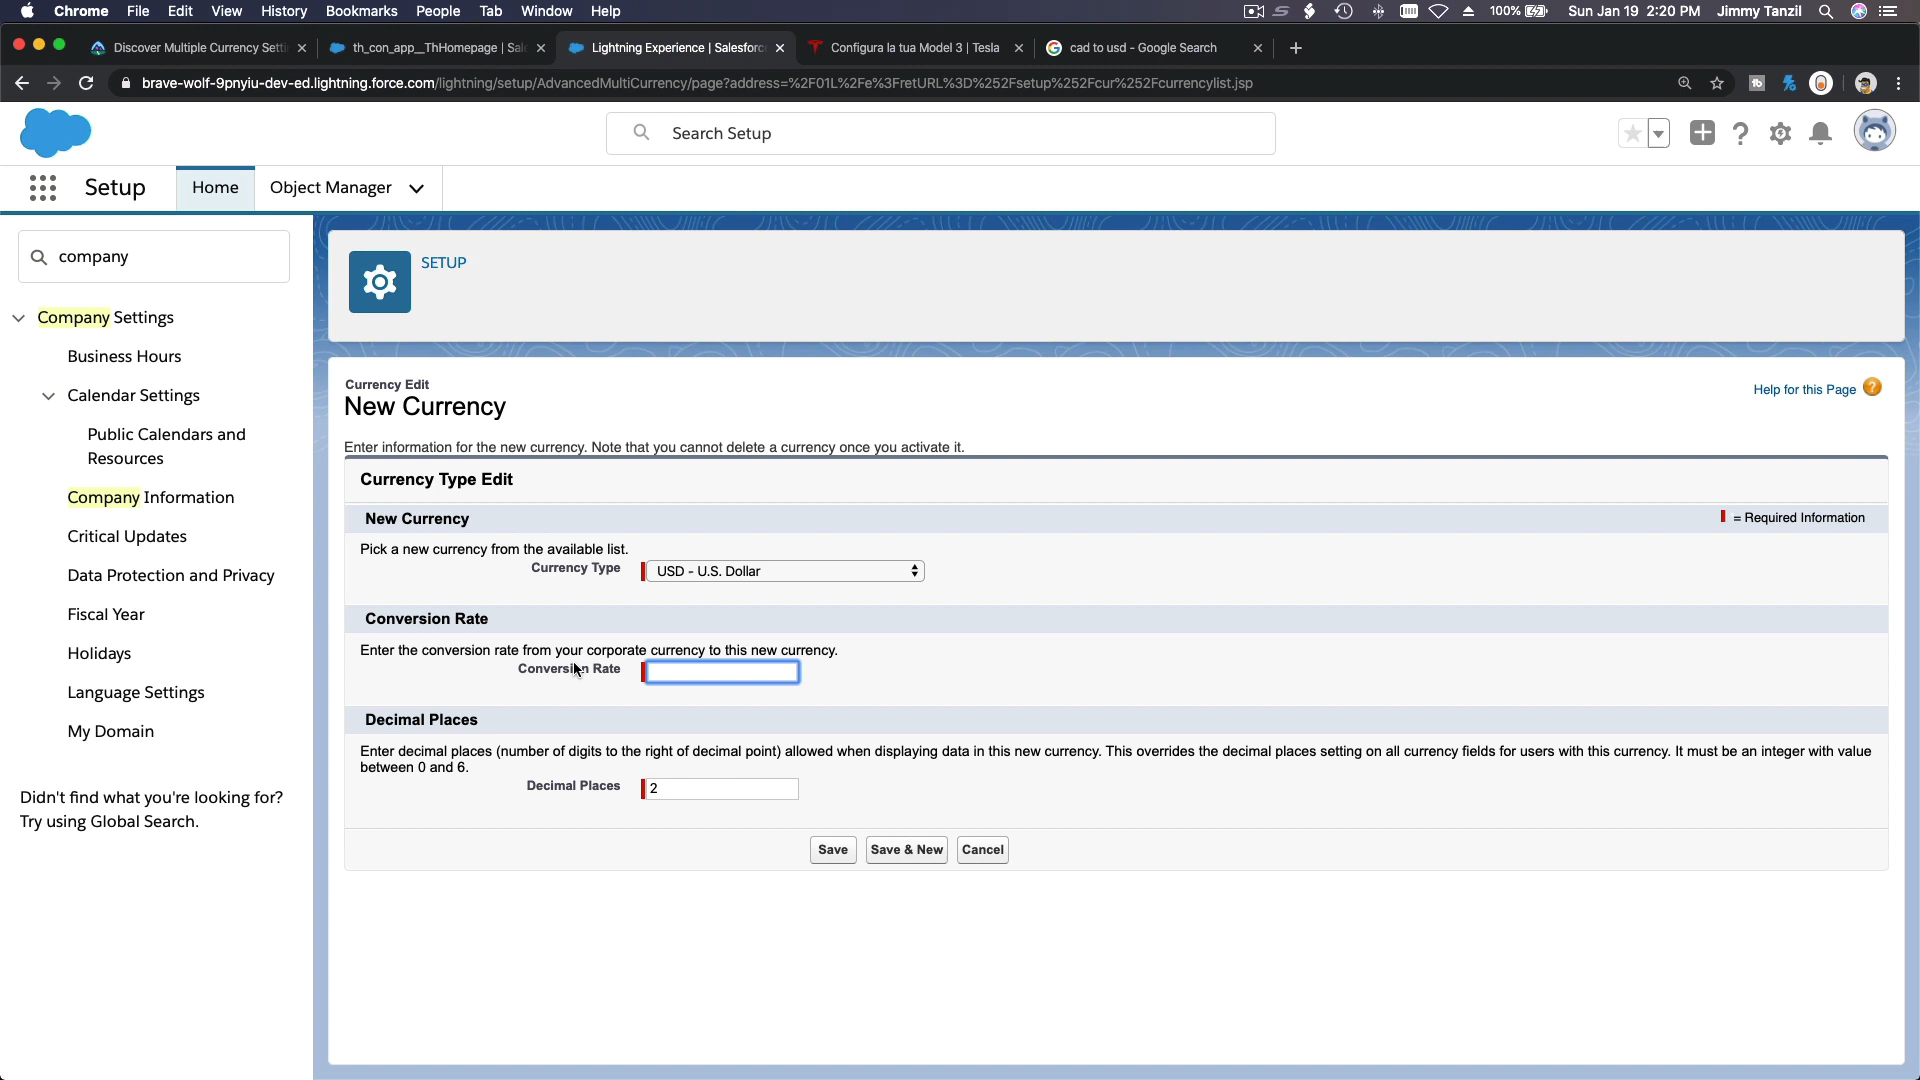 Chrome File Edit View History Bookmarks People Tab Window Help 100% Sun Jan 19 2:20 PM Jimmy Tanzil
Discover Multiple Currency Setti th_con_app__ThHomepage | Sal Lightning Experience | Salesforc Configura la tua Model 3 | Tesla cad to usd - Google Search
brave-wolf-9pnyiu-dev-ed.lightning.force.com/lightning/setup/AdvancedMultiCurrency/page?address=%2F01L%2Fe%3FretURL%3D%252Fsetup%252Fcur%252Fcurrencylist.jsp
Search Setup
Setup Home Object Manager
company
Company Settings
Business Hours
Calendar Settings
Public Calendars and
Resources
Company Information
Critical Updates
Data Protection and Privacy
Fiscal Year
Holidays
Language Settings
My Domain
Didn't find what you're looking for?
Try using Global Search.
SETUP
Currency Edit
New Currency
Help for this Page
Enter information for the new currency. Note that you cannot delete a currency once you activate it.
Currency Type Edit
New Currency
= Required Information
Pick a new currency from the available list.
Currency Type USD - U.S. Dollar
Conversion Rate
Enter the conversion rate from your corporate currency to this new currency.
Conversion Rate
Decimal Places
Enter decimal places (number of digits to the right of decimal point) allowed when displaying data in this new currency. This overrides the decimal places setting on all currency fields for users with this currency. It must be an integer with value
between 0 and 6.
Decimal Places 2
Save Save & New Cancel